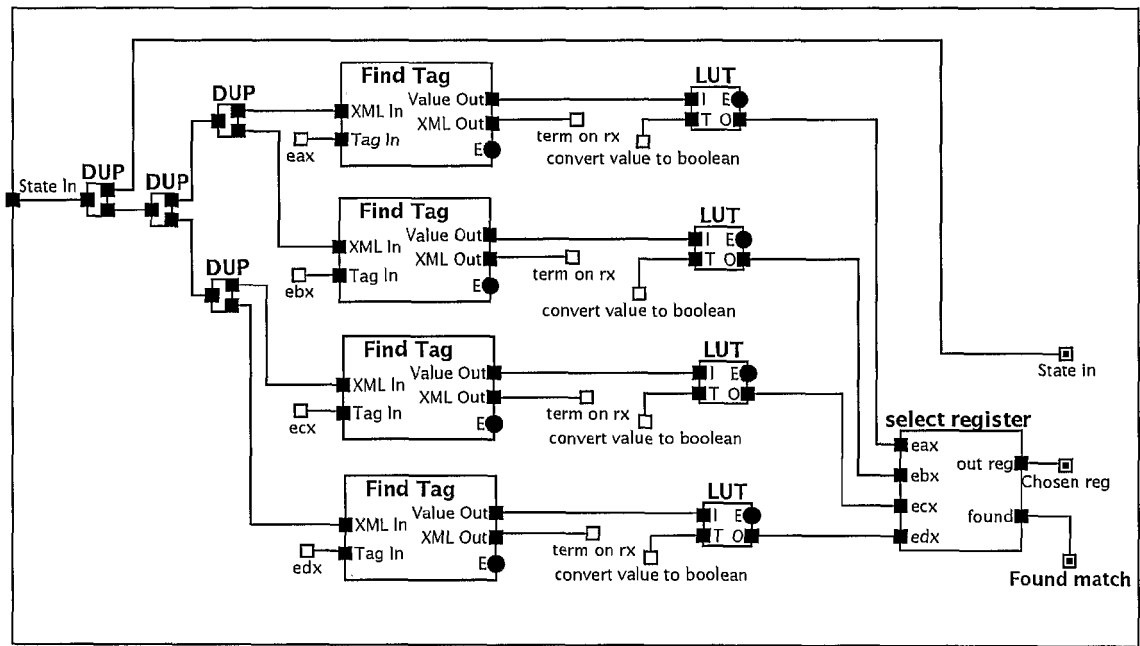 State In
DUP
DUP
DUP
DUP
Find Tag
XML In
Tag In
Value Out
XML Out
E
eax
term on rx
LUT
I E
T O
convert value to boolean
Find Tag
XML In
Tag In
Value Out
XML Out
E
ebx
term on rx
LUT
I E
T O
convert value to boolean
Find Tag
XML In
Tag In
Value Out
XML Out
E
ecx
term on rx
LUT
I E
T O
convert value to boolean
Find Tag
XML In
Tag In
Value Out
XML Out
E
edx
term on rx
LUT
I E
T O
convert value to boolean
State in
select register
eax
ebx
ecx
edx
out reg
found
Chosen reg
Found match